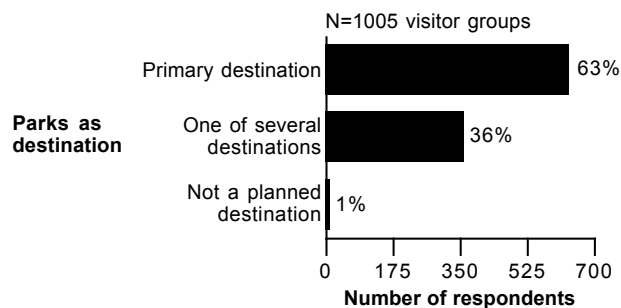 N=1005 visitor groups
Primary destination
63%
Parks as
destination
One of several
destinations
36%
Not a planned
destination
1%
0 175 350 525 700
Number of respondents